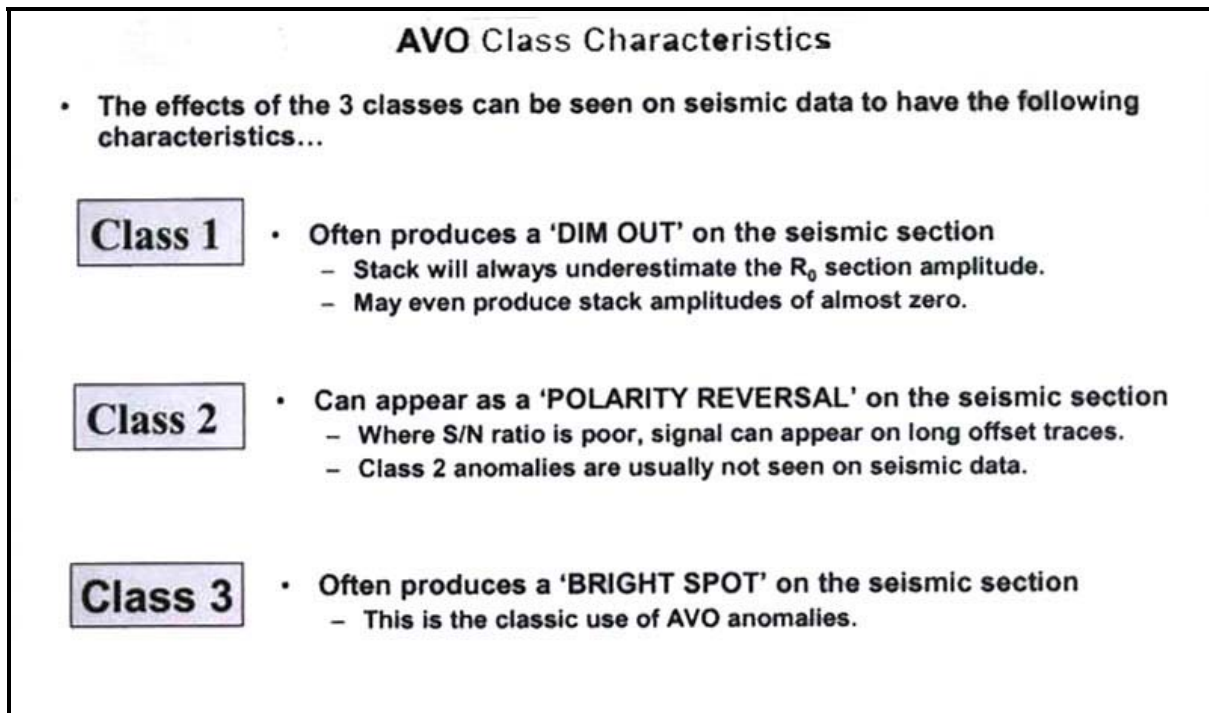 AVO Class Characteristics
• The effects of the 3 classes can be seen on seismic data to have the following
characteristics...
Class 1
• Often produces a 'DIM OUT' on the seismic section
– Stack will always underestimate the R₀ section amplitude.
– May even produce stack amplitudes of almost zero.
Class 2
• Can appear as a 'POLARITY REVERSAL' on the seismic section
– Where S/N ratio is poor, signal can appear on long offset traces.
– Class 2 anomalies are usually not seen on seismic data.
Class 3
• Often produces a 'BRIGHT SPOT' on the seismic section
– This is the classic use of AVO anomalies.